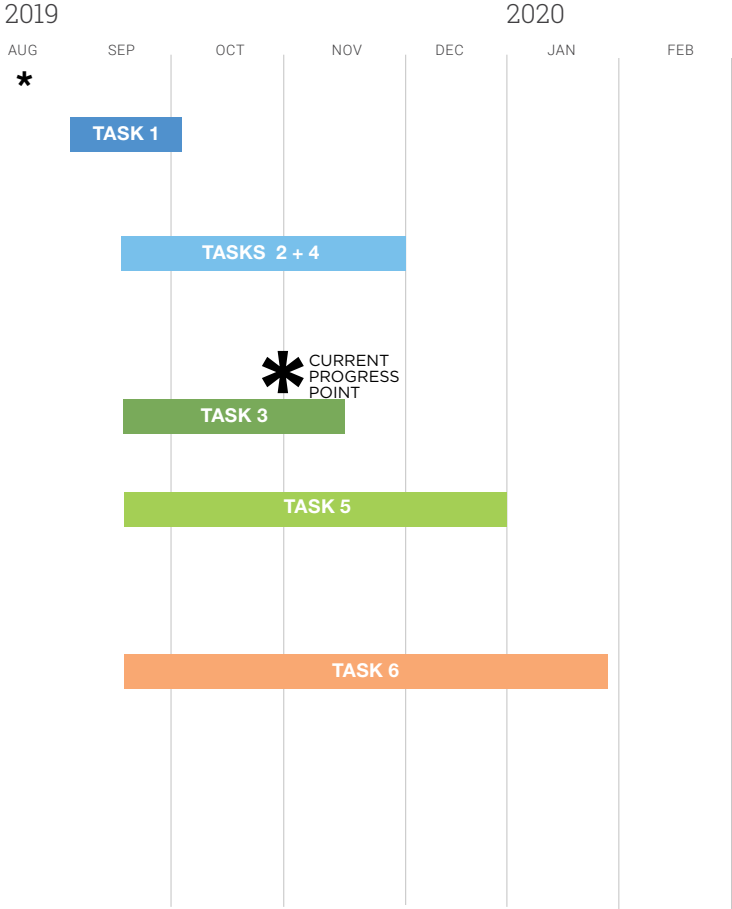 2019
2020
AUG
SEP
OCT
NOV
DEC
JAN
FEB
*
TASK 1
TASKS 2 + 4
* CURRENT
PROGRESS
POINT
TASK 3
TASK 5
TASK 6